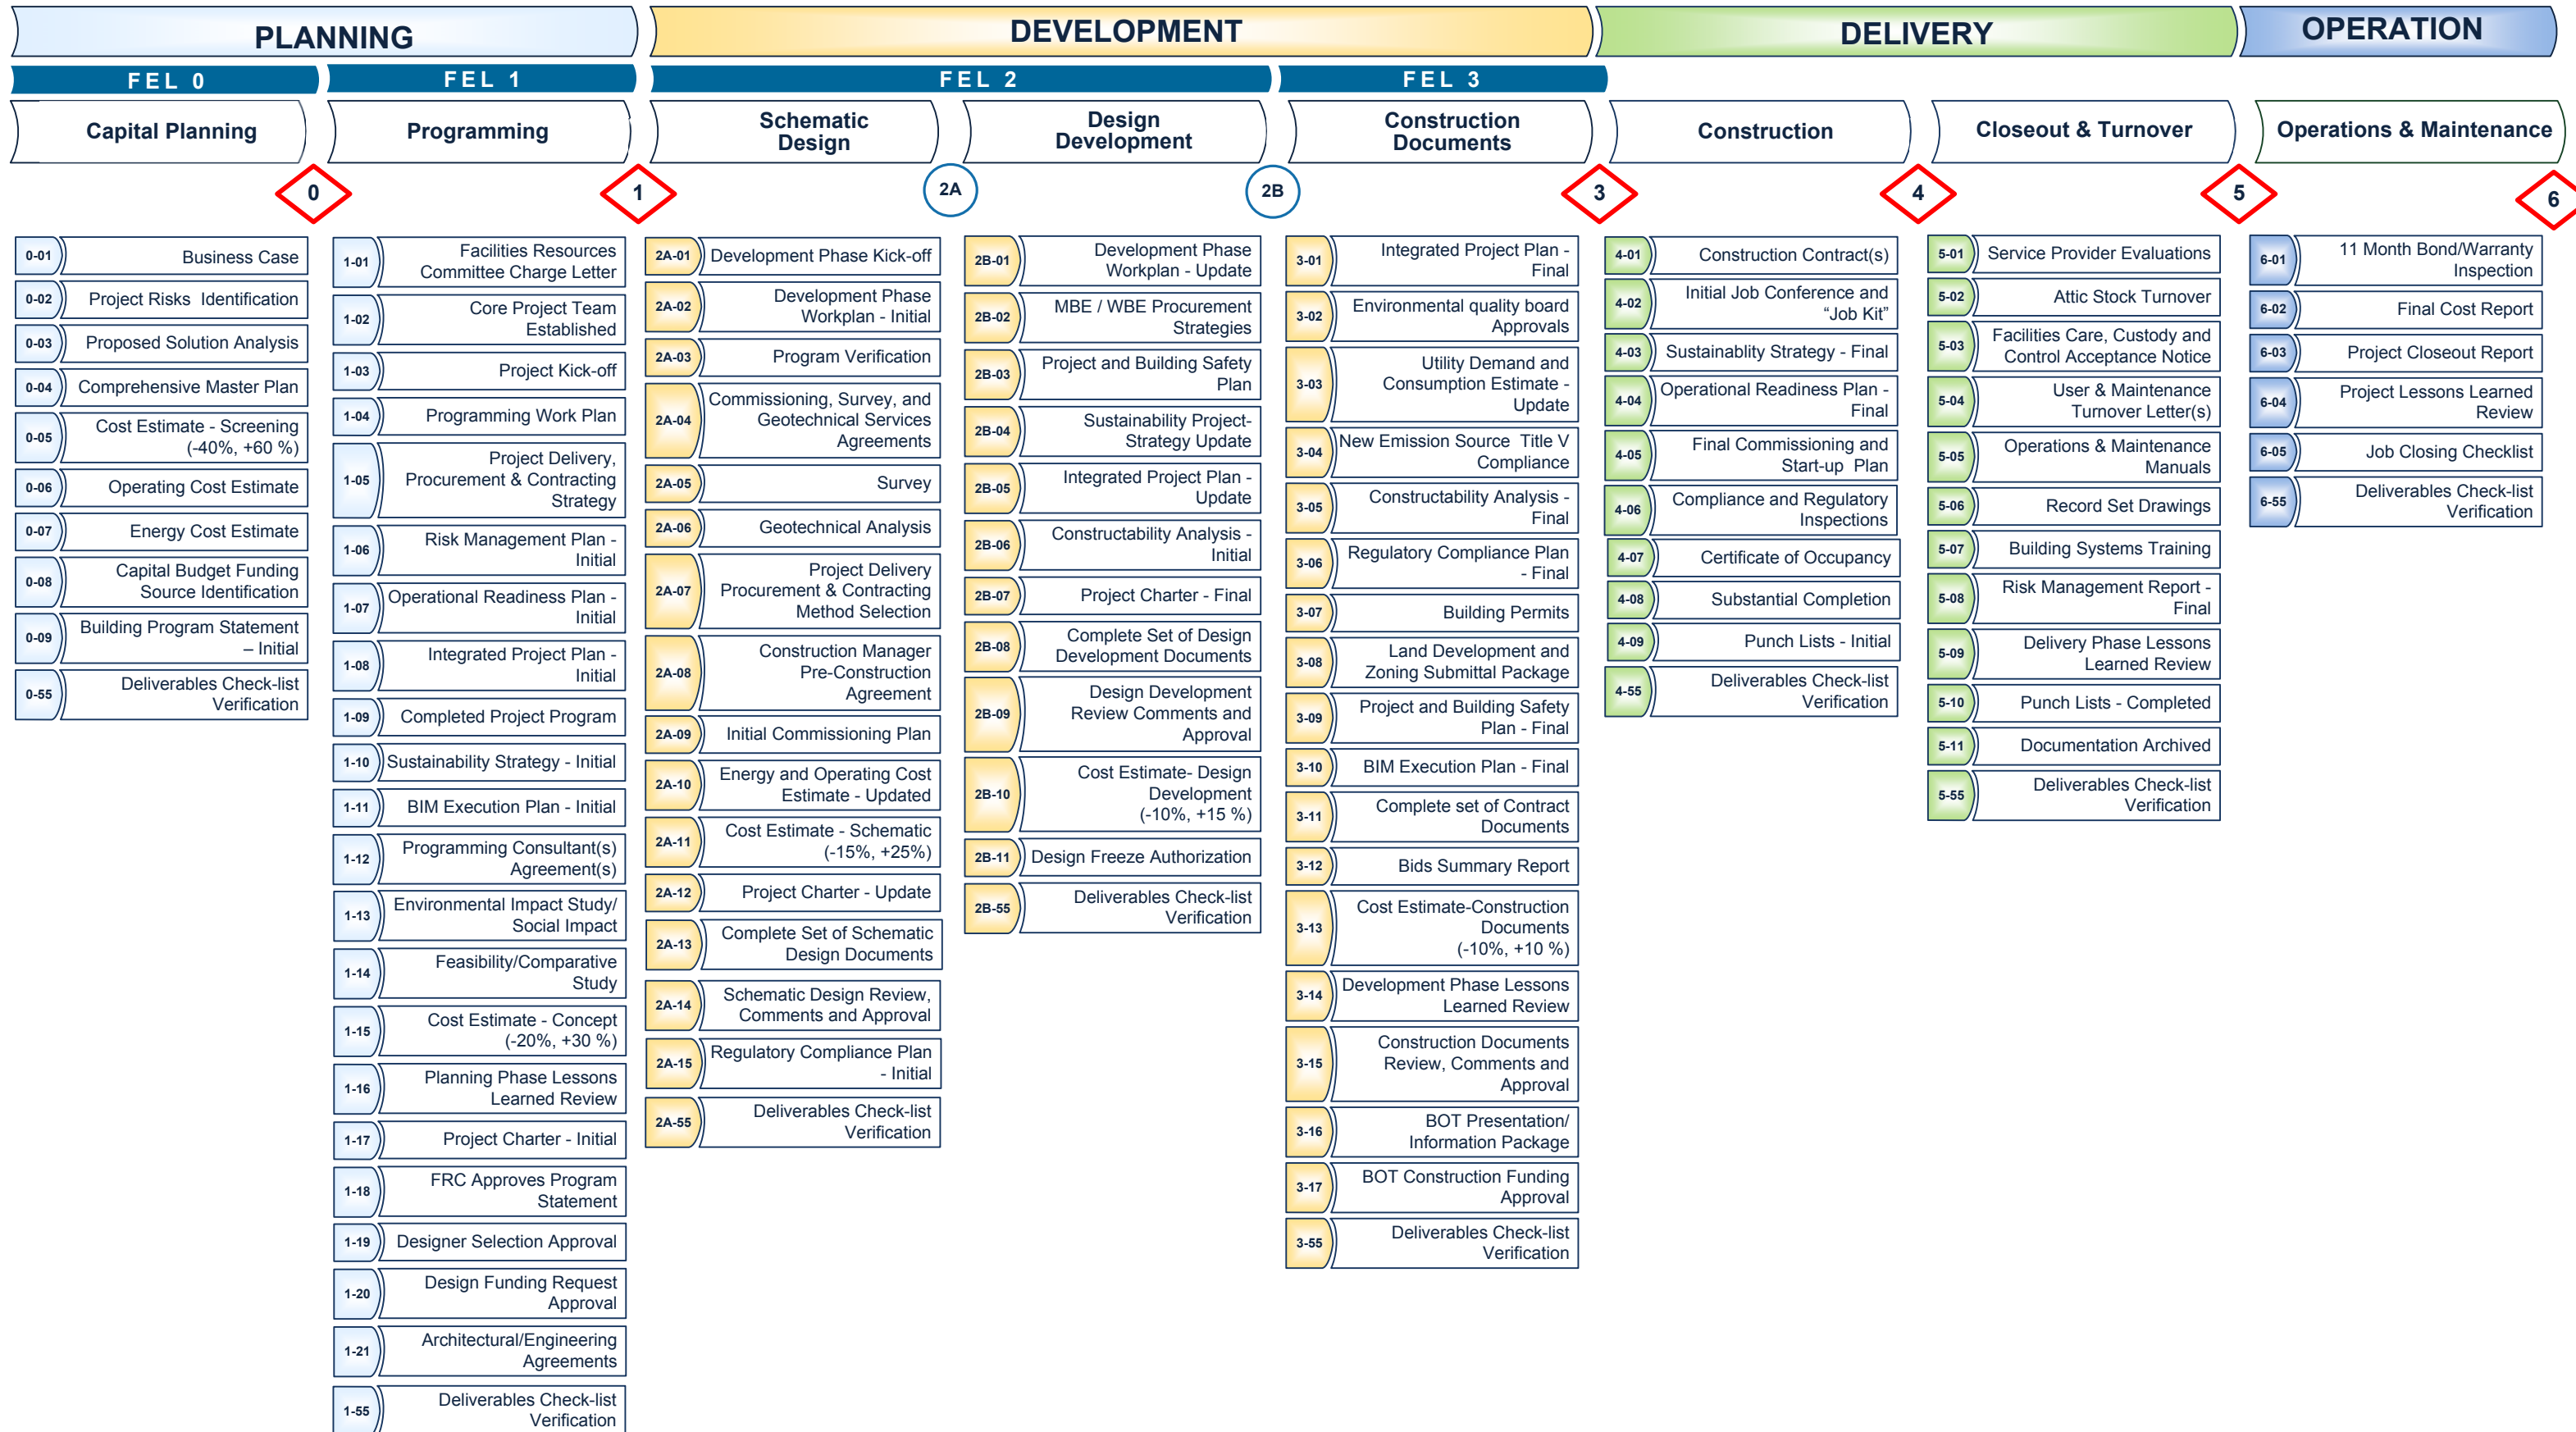 PLANNING
DEVELOPMENT
DELIVERY
OPERATION
FEL 0
FEL 1
FEL 2
FEL 3
Capital Planning
Programming
Schematic
Design
Design
Development
Construction
Documents
Construction
Closeout & Turnover
Operations & Maintenance
0
1
2A
2B
3
4
5
6
0-01
Business Case
0-02
Project Risks Identification
0-03
Proposed Solution Analysis
0-04
Comprehensive Master Plan
0-05
Cost Estimate - Screening
(-40%, +60 %)
0-06
Operating Cost Estimate
0-07
Energy Cost Estimate
0-08
Capital Budget Funding
Source Identification
0-09
Building Program Statement
– Initial
0-55
Deliverables Check-list
Verification
1-01
Facilities Resources
Committee Charge Letter
1-02
Core Project Team
Established
1-03
Project Kick-off
1-04
Programming Work Plan
1-05
Project Delivery,
Procurement & Contracting
Strategy
1-06
Risk Management Plan -
Initial
1-07
Operational Readiness Plan -
Initial
1-08
Integrated Project Plan -
Initial
1-09
Completed Project Program
1-10
Sustainability Strategy - Initial
1-11
BIM Execution Plan - Initial
1-12
Programming Consultant(s)
Agreement(s)
1-13
Environmental Impact Study/
Social Impact
1-14
Feasibility/Comparative
Study
1-15
Cost Estimate - Concept
(-20%, +30 %)
1-16
Planning Phase Lessons
Learned Review
1-17
Project Charter - Initial
1-18
FRC Approves Program
Statement
1-19
Designer Selection Approval
1-20
Design Funding Request
Approval
1-21
Architectural/Engineering
Agreements
1-55
Deliverables Check-list
Verification
2A-01
Development Phase Kick-off
2A-02
Development Phase
Workplan - Initial
2A-03
Program Verification
2A-04
Commissioning, Survey, and
Geotechnical Services
Agreements
2A-05
Survey
2A-06
Geotechnical Analysis
2A-07
Project Delivery
Procurement & Contracting
Method Selection
2A-08
Construction Manager
Pre-Construction
Agreement
2A-09
Initial Commissioning Plan
2A-10
Energy and Operating Cost
Estimate - Updated
2A-11
Cost Estimate - Schematic
(-15%, +25%)
2A-12
Project Charter - Update
2A-13
Complete Set of Schematic
Design Documents
2A-14
Schematic Design Review,
Comments and Approval
2A-15
Regulatory Compliance Plan
- Initial
2A-55
Deliverables Check-list
Verification
2B-01
Development Phase
Workplan - Update
2B-02
MBE / WBE Procurement
Strategies
2B-03
Project and Building Safety
Plan
2B-04
Sustainability Project-
Strategy Update
2B-05
Integrated Project Plan -
Update
2B-06
Constructability Analysis -
Initial
2B-07
Project Charter - Final
2B-08
Complete Set of Design
Development Documents
2B-09
Design Development
Review Comments and
Approval
2B-10
Cost Estimate- Design
Development
(-10%, +15 %)
2B-11
Design Freeze Authorization
2B-55
Deliverables Check-list
Verification
3-01
Integrated Project Plan -
Final
3-02
Environmental quality board
Approvals
3-03
Utility Demand and
Consumption Estimate -
Update
3-04
New Emission Source Title V
Compliance
3-05
Constructability Analysis -
Final
3-06
Regulatory Compliance Plan
- Final
3-07
Building Permits
3-08
Land Development and
Zoning Submittal Package
3-09
Project and Building Safety
Plan - Final
3-10
BIM Execution Plan - Final
3-11
Complete set of Contract
Documents
3-12
Bids Summary Report
3-13
Cost Estimate-Construction
Documents
(-10%, +10 %)
3-14
Development Phase Lessons
Learned Review
3-15
Construction Documents
Review, Comments and
Approval
3-16
BOT Presentation/
Information Package
3-17
BOT Construction Funding
Approval
3-55
Deliverables Check-list
Verification
4-01
Construction Contract(s)
4-02
Initial Job Conference and
“Job Kit”
4-03
Sustainablity Strategy - Final
4-04
Operational Readiness Plan -
Final
4-05
Final Commissioning and
Start-up Plan
4-06
Compliance and Regulatory
Inspections
4-07
Certificate of Occupancy
4-08
Substantial Completion
4-09
Punch Lists - Initial
4-55
Deliverables Check-list
Verification
5-01
Service Provider Evaluations
5-02
Attic Stock Turnover
5-03
Facilities Care, Custody and
Control Acceptance Notice
5-04
User & Maintenance
Turnover Letter(s)
5-05
Operations & Maintenance
Manuals
5-06
Record Set Drawings
5-07
Building Systems Training
5-08
Risk Management Report -
Final
5-09
Delivery Phase Lessons
Learned Review
5-10
Punch Lists - Completed
5-11
Documentation Archived
5-55
Deliverables Check-list
Verification
6-01
11 Month Bond/Warranty
Inspection
6-02
Final Cost Report
6-03
Project Closeout Report
6-04
Project Lessons Learned
Review
6-05
Job Closing Checklist
6-55
Deliverables Check-list
Verification